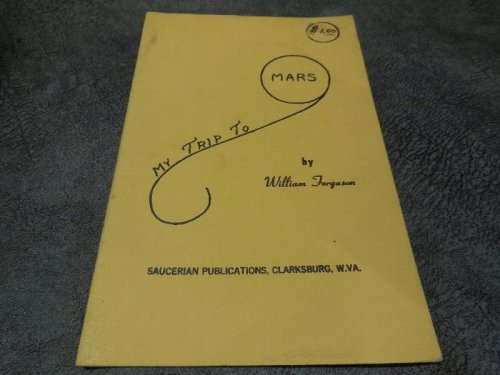 $1.00
MARS
MY TRIP TO
by
William Ferguson
SAUCERIAN PUBLICATIONS, CLARKSBURG, W.VA.